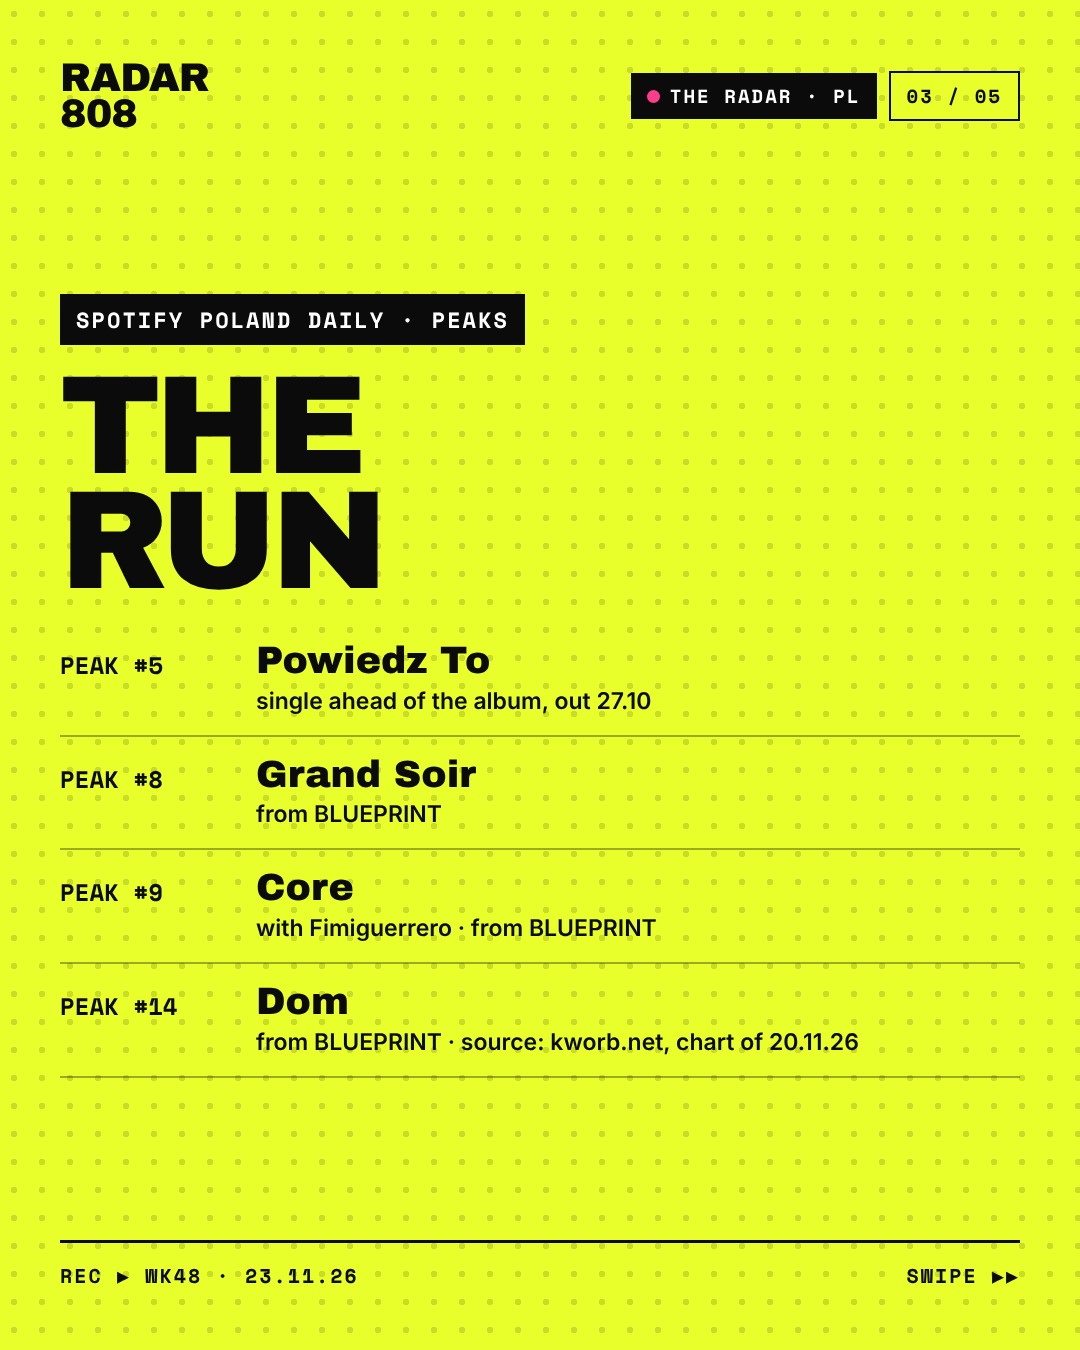 RADAR
808
THE RADAR · PL
03 / 05
SPOTIFY POLAND DAILY · PEAKS
THE
RUN
PEAK #5
Powiedz To
single ahead of the album, out 27.10
PEAK #8
Grand Soir
from BLUEPRINT
PEAK #9
Core
with Fimiguerrero · from BLUEPRINT
PEAK #14
Dom
from BLUEPRINT · source: kworb.net, chart of 20.11.26
REC ▶ WK48 · 23.11.26
SWIPE ▶▶